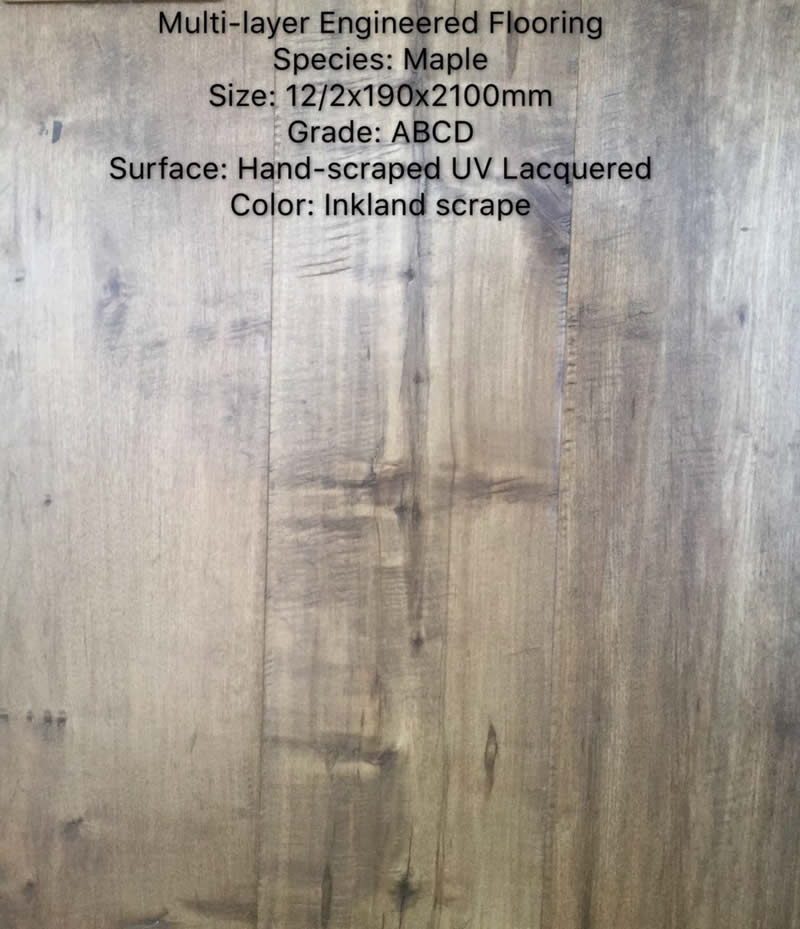 Multi-layer Engineered Flooring
Species: Maple
Size: 12/2x190x2100mm
Grade: ABCD
Surface: Hand-scraped UV Lacquered
Color: Inkland scrape